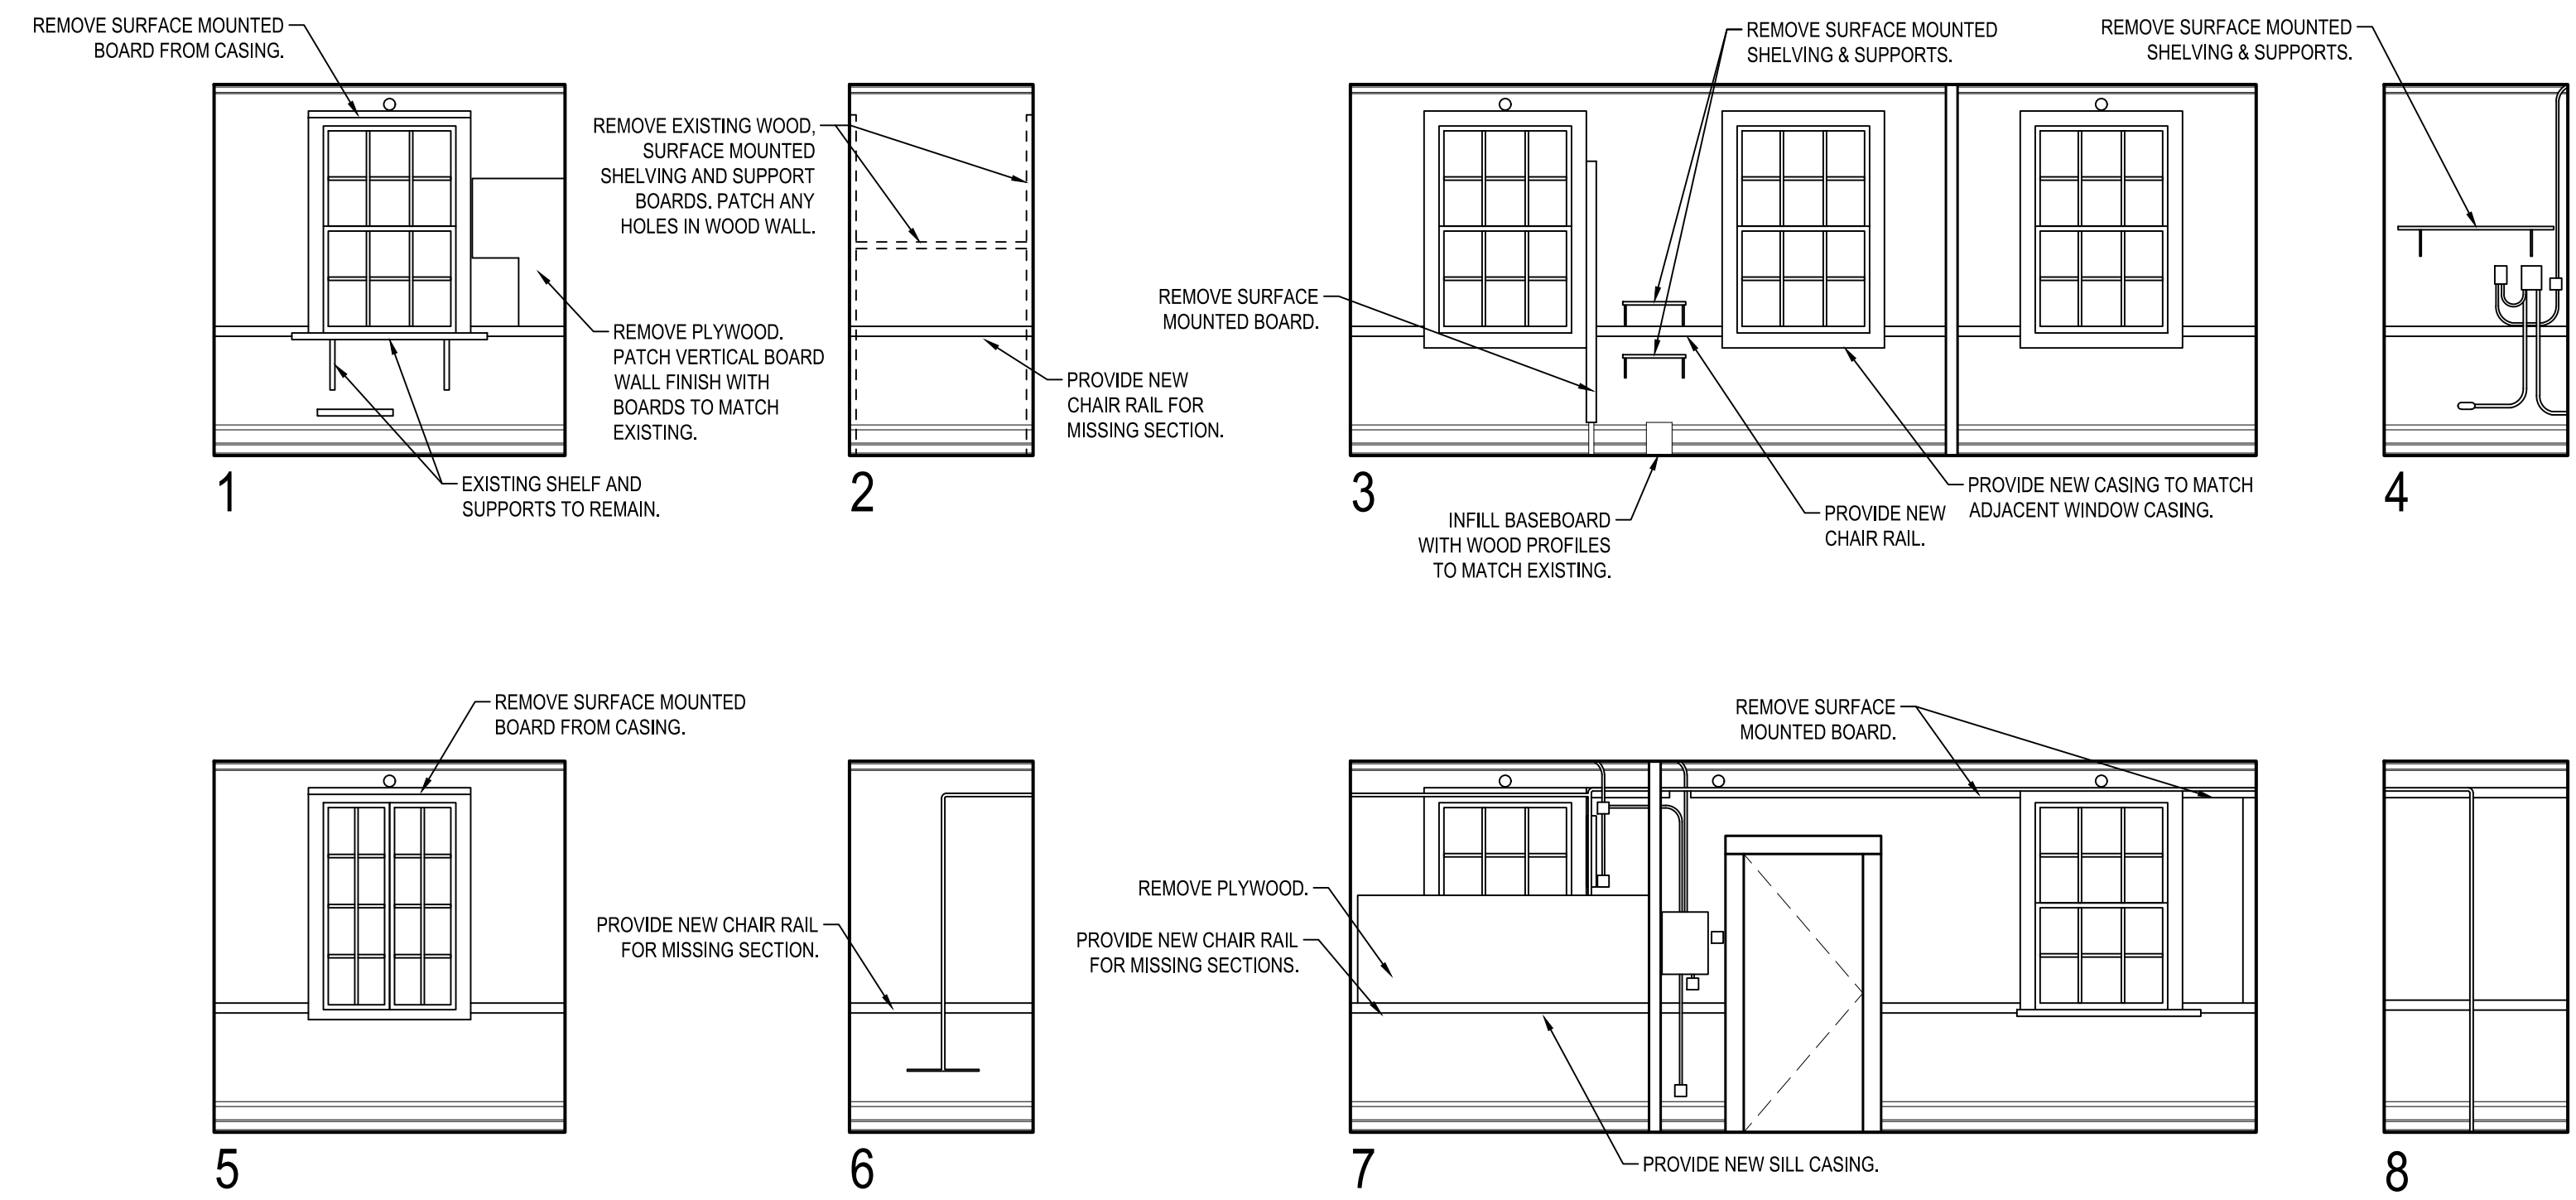 REMOVE SURFACE MOUNTED
BOARD FROM CASING.
REMOVE PLYWOOD.
PATCH VERTICAL BOARD
WALL FINISH WITH
BOARDS TO MATCH
EXISTING.
EXISTING SHELF AND
SUPPORTS TO REMAIN.
1
REMOVE EXISTING WOOD,
SURFACE MOUNTED
SHELVING AND SUPPORT
BOARDS. PATCH ANY
HOLES IN WOOD WALL.
PROVIDE NEW
CHAIR RAIL FOR
MISSING SECTION.
2
REMOVE SURFACE MOUNTED
SHELVING & SUPPORTS.
REMOVE SURFACE
MOUNTED BOARD.
INFILL BASEBOARD
WITH WOOD PROFILES
TO MATCH EXISTING.
PROVIDE NEW
CHAIR RAIL.
PROVIDE NEW CASING TO MATCH
ADJACENT WINDOW CASING.
3
REMOVE SURFACE MOUNTED
SHELVING & SUPPORTS.
4
REMOVE SURFACE MOUNTED
BOARD FROM CASING.
5
PROVIDE NEW CHAIR RAIL
FOR MISSING SECTION.
6
REMOVE SURFACE
MOUNTED BOARD.
REMOVE PLYWOOD.
PROVIDE NEW CHAIR RAIL
FOR MISSING SECTIONS.
PROVIDE NEW SILL CASING.
7
8